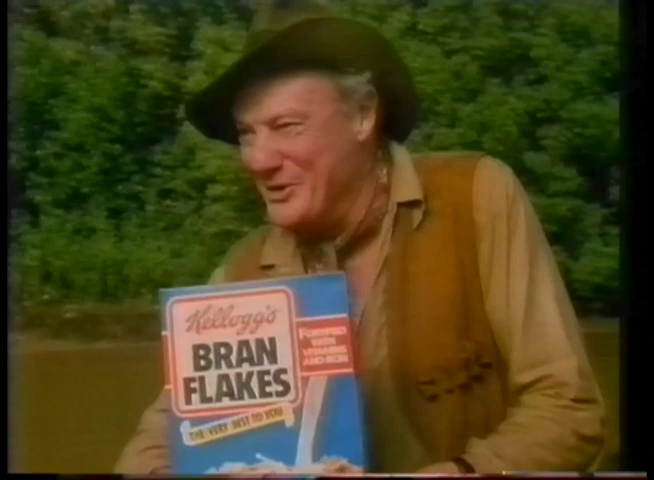 Kellogg's
BRAN
FLAKES
FORTIFIED
WITH
VITAMINS
AND IRON
THE VERY BEST TO YOU